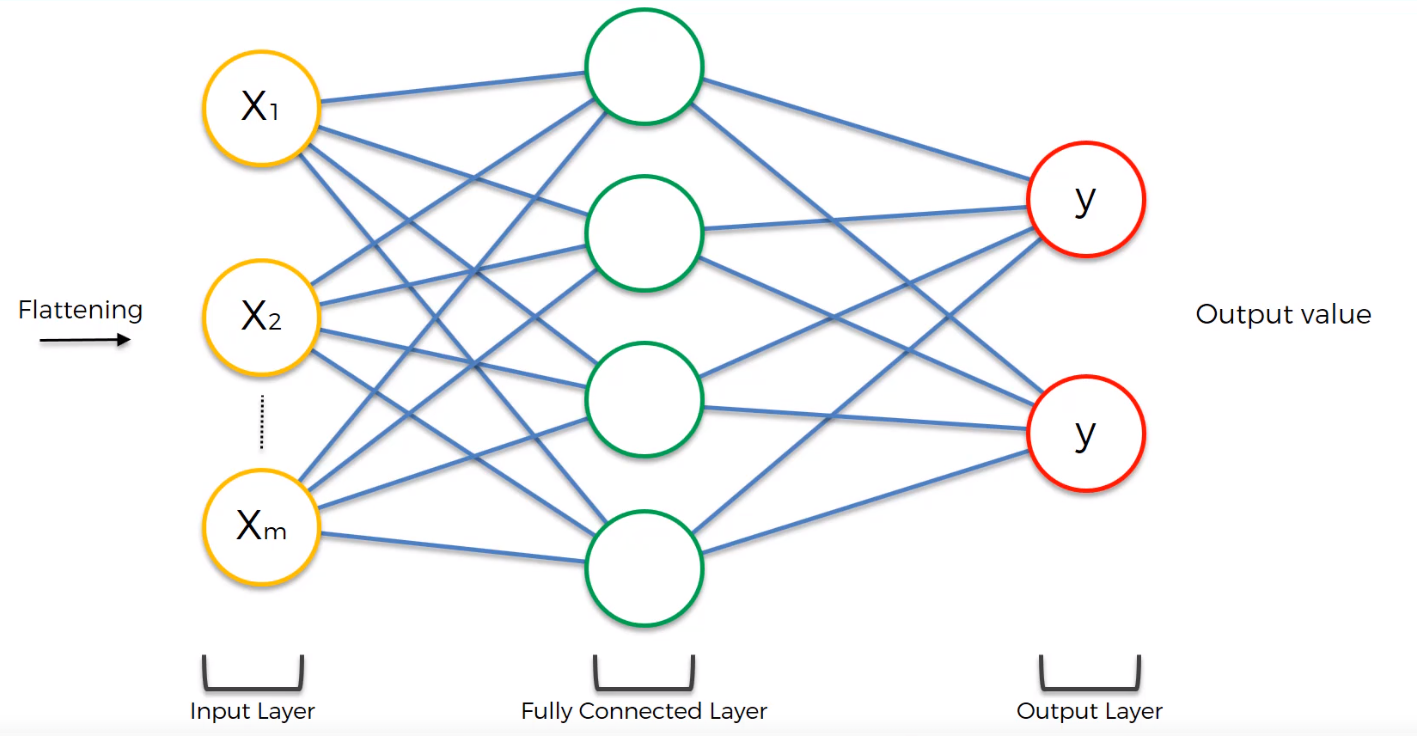 X1
X2
Xm
Flattening
y
y
Output value
Input Layer
Fully Connected Layer
Output Layer